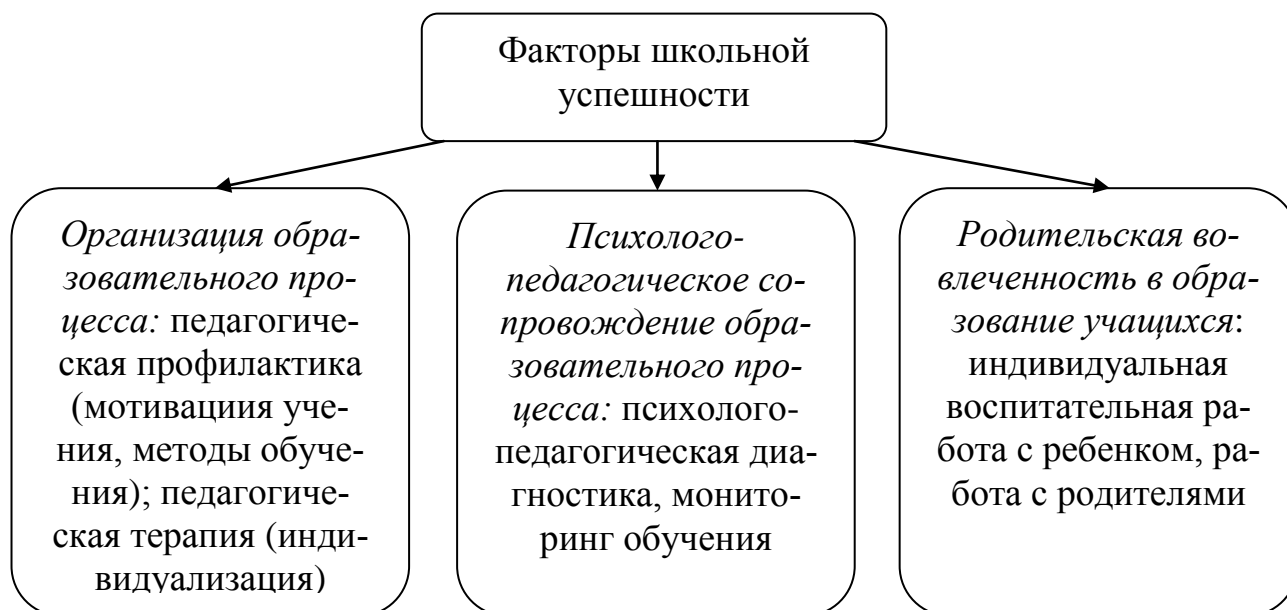 Факторы школьной
успешности
Организация обра-
зовательного про-
цесса: педагогиче-
ская профилактика
(мотивациия уче-
ния, методы обуче-
ния); педагогиче-
ская терапия (инди-
видуализация)
Психолого-
педагогическое со-
провождение обра-
зовательного про-
цесса: психолого-
педагогическая диа-
гностика, монито-
ринг обучения
Родительская во-
влеченность в обра-
зование учащихся:
индивидуальная
воспитательная ра-
бота с ребенком, ра-
бота с родителями